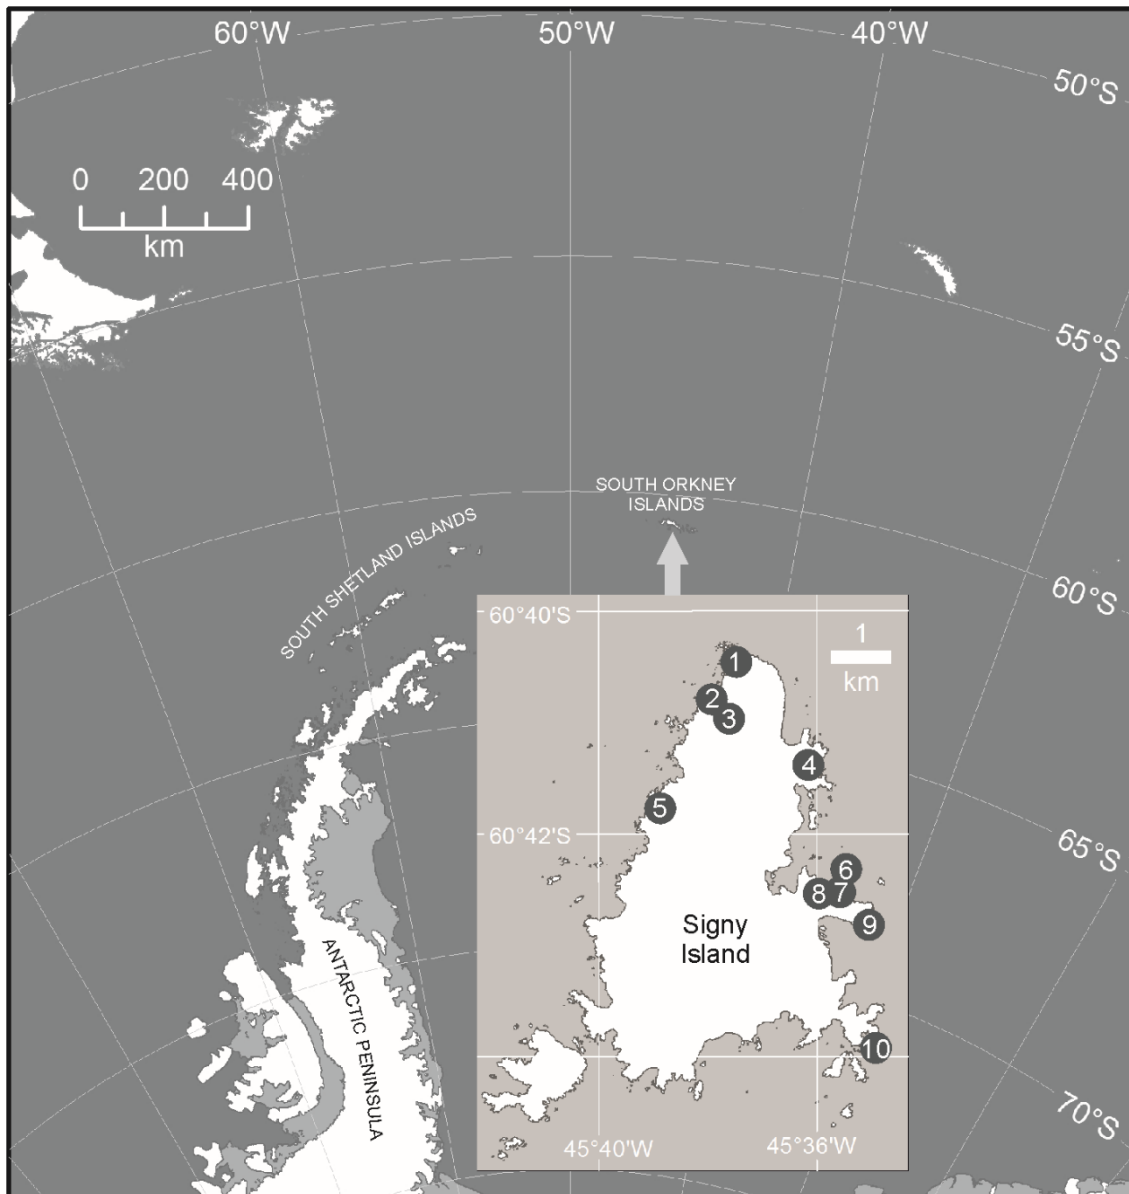 60°W
50°W
40°W
50°S
0 200 400
km
55°S
SOUTH ORKNEY
ISLANDS
SOUTH SHETLAND ISLANDS
60°S
60°40'S
1
km
1
2
3
4
5
60°42'S
6
7
8
9
Signy
Island
10
65°S
ANTARCTIC PENINSULA
45°40'W
45°36'W
70°S